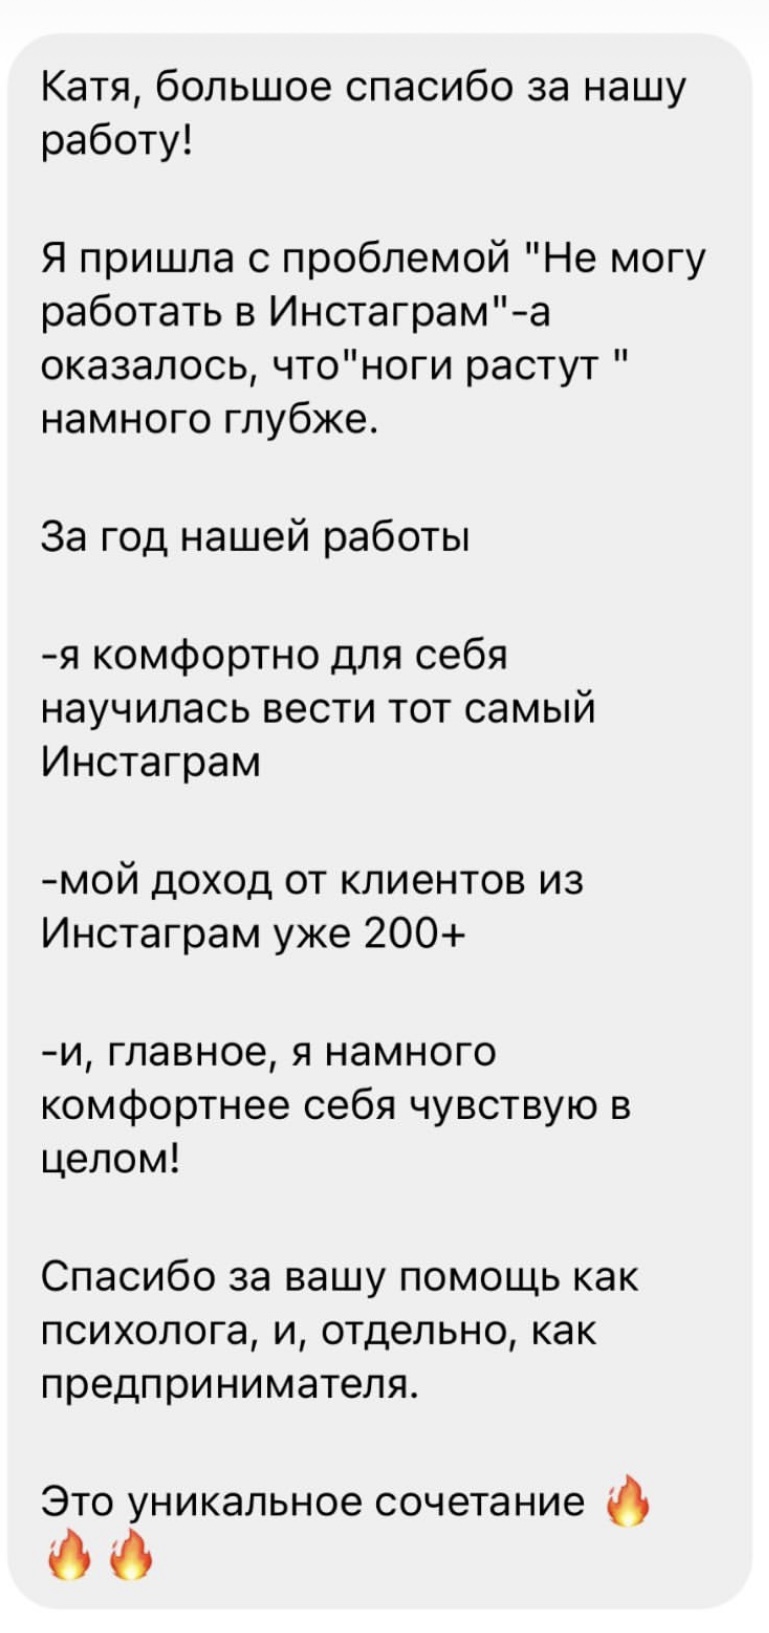 Катя, большое спасибо за нашу
работу!
Я пришла с проблемой "Не могу
работать в Инстаграм"-а
оказалось, что"ноги растут "
намного глубже.
За год нашей работы
-я комфортно для себя
научилась вести тот самый
Инстаграм
-мой доход от клиентов из
Инстаграм уже 200+
-и, главное, я намного
комфортнее себя чувствую в
целом!
Спасибо за вашу помощь как
психолога, и, отдельно, как
предпринимателя.
Это уникальное сочетание 🔥
🔥🔥